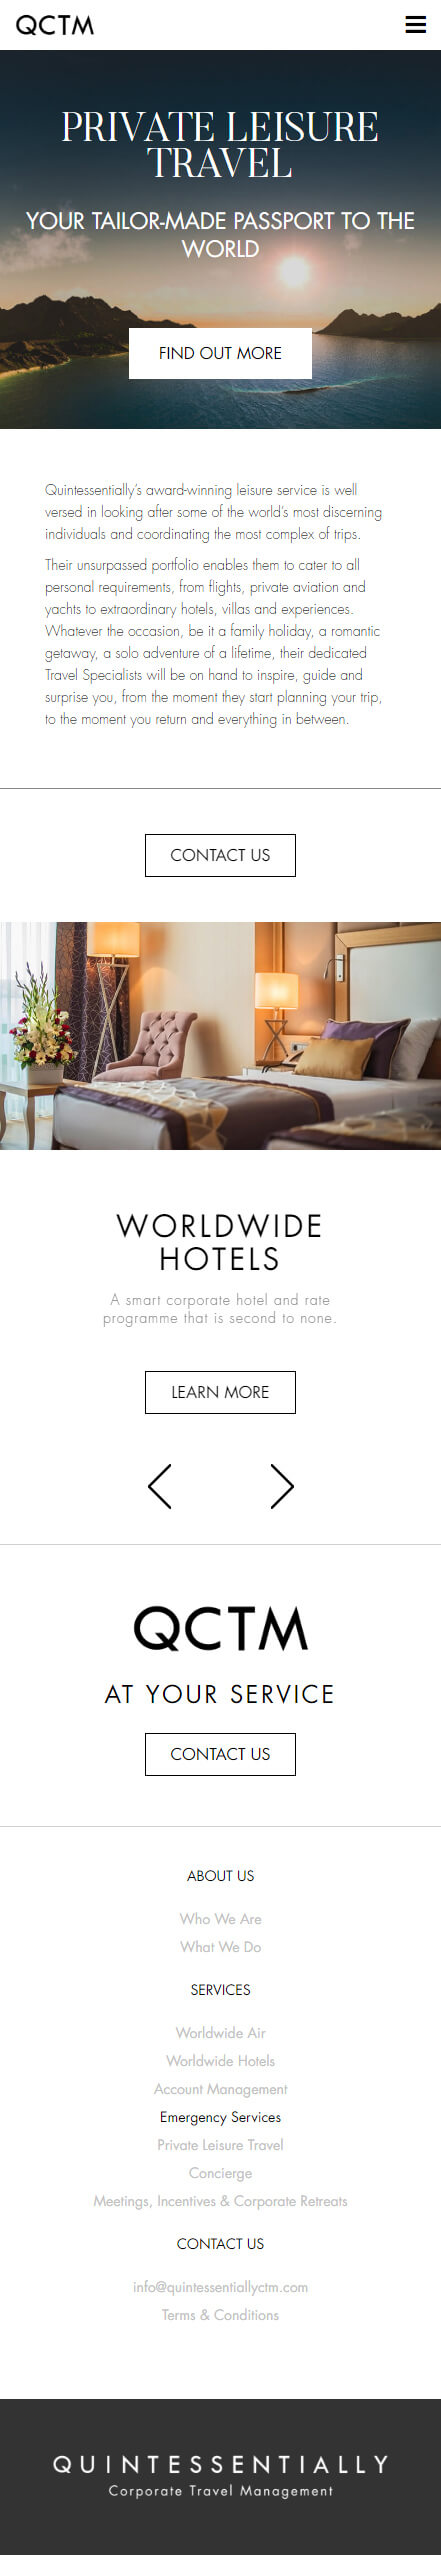 QCTM
PRIVATE LEISURE
TRAVEL
YOUR TAILOR-MADE PASSPORT TO THE
WORLD
FIND OUT MORE
Quintessentially's award-winning leisure service is well
versed in looking after some of the world's most discerning
individuals and coordinating the most complex of trips.
Their unsurpassed portfolio enables them to cater to all
personal requirements, from flights, private aviation and
yachts to extraordinary hotels, villas and experiences.
Whatever the occasion, be it a family holiday, a romantic
getaway, a solo adventure of a lifetime, their dedicated
Travel Specialists will be on hand to inspire, guide and
surprise you, from the moment they start planning your trip,
to the moment you return and everything in between.
CONTACT US
WORLDWIDE
HOTELS
A smart corporate hotel and rate
programme that is second to none.
LEARN MORE
QCTM
AT YOUR SERVICE
CONTACT US
ABOUT US
Who We Are
What We Do
SERVICES
Worldwide Air
Worldwide Hotels
Account Management
Emergency Services
Private Leisure Travel
Concierge
Meetings, Incentives & Corporate Retreats
CONTACT US
info@quintessentiallyctm.com
Terms & Conditions
QUINTESSENTIALLY
Corporate Travel Management